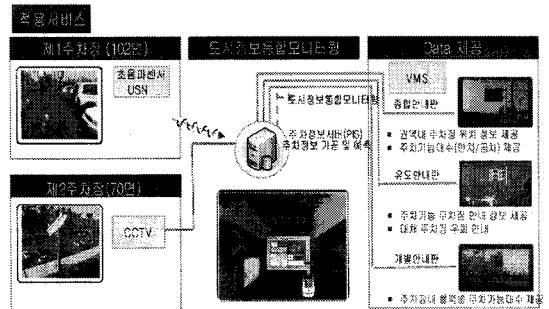 적용서비스
제1주차장 (102면)
초음파센서
USN
제2주차장(70면)
CCTV
도시정보통합모니터링
도시정보통합모니터링
주차정보서버(PIS)
주차정보 가공 및 예측
Data 제공
VMS
종합안내판
• 권역내 주차장 위치 정보 제공
• 주차가능대수(만차/공차) 제공
유도안내판
• 주차가능 주차장 안내 정보 제공
• 대체 주차장 우회 안내
개별안내판
• 주차장내 블럭별 주차가능대수 제공